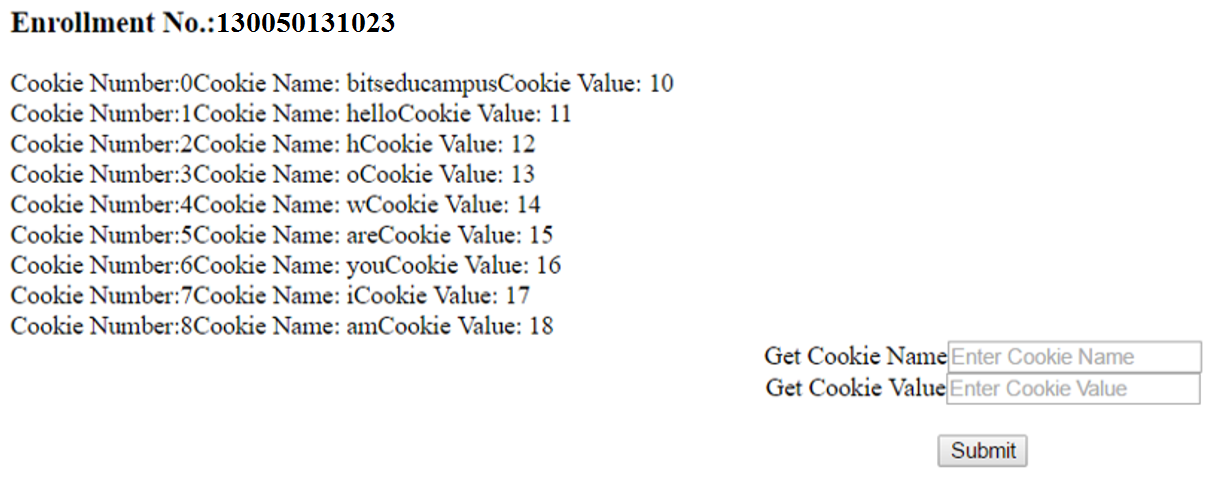 Enrollment No.:130050131023
Cookie Number:0Cookie Name: bitseducampusCookie Value: 10
Cookie Number:1Cookie Name: helloCookie Value: 11
Cookie Number:2Cookie Name: hCookie Value: 12
Cookie Number:3Cookie Name: oCookie Value: 13
Cookie Number:4Cookie Name: wCookie Value: 14
Cookie Number:5Cookie Name: areCookie Value: 15
Cookie Number:6Cookie Name: youCookie Value: 16
Cookie Number:7Cookie Name: iCookie Value: 17
Cookie Number:8Cookie Name: amCookie Value: 18
Get Cookie Name Enter Cookie Name
Get Cookie Value Enter Cookie Value
Submit